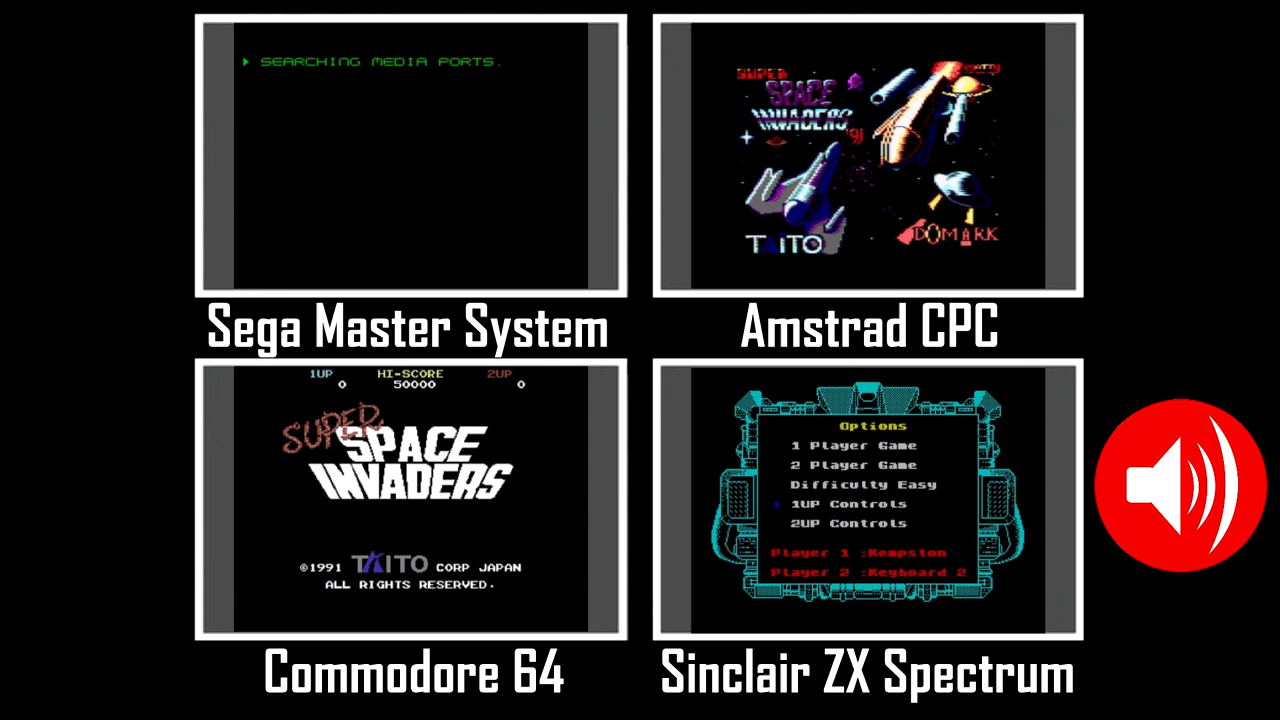 SEARCHING MEDIA PORTS.
SUPER
SPACE
INVADERS
'91
TAITO
DOMARK
Sega Master System
Amstrad CPC
1UP HI-SCORE 2UP
0 50000 0
SUPER
SPACE
INVADERS
©1991 TAITO CORP JAPAN
ALL RIGHTS RESERVED.
Options
1 Player Game
2 Player Game
Difficulty Easy
1UP Controls
2UP Controls
Player 1 :Kempston
Player 2 :Keyboard 2
Commodore 64
Sinclair ZX Spectrum